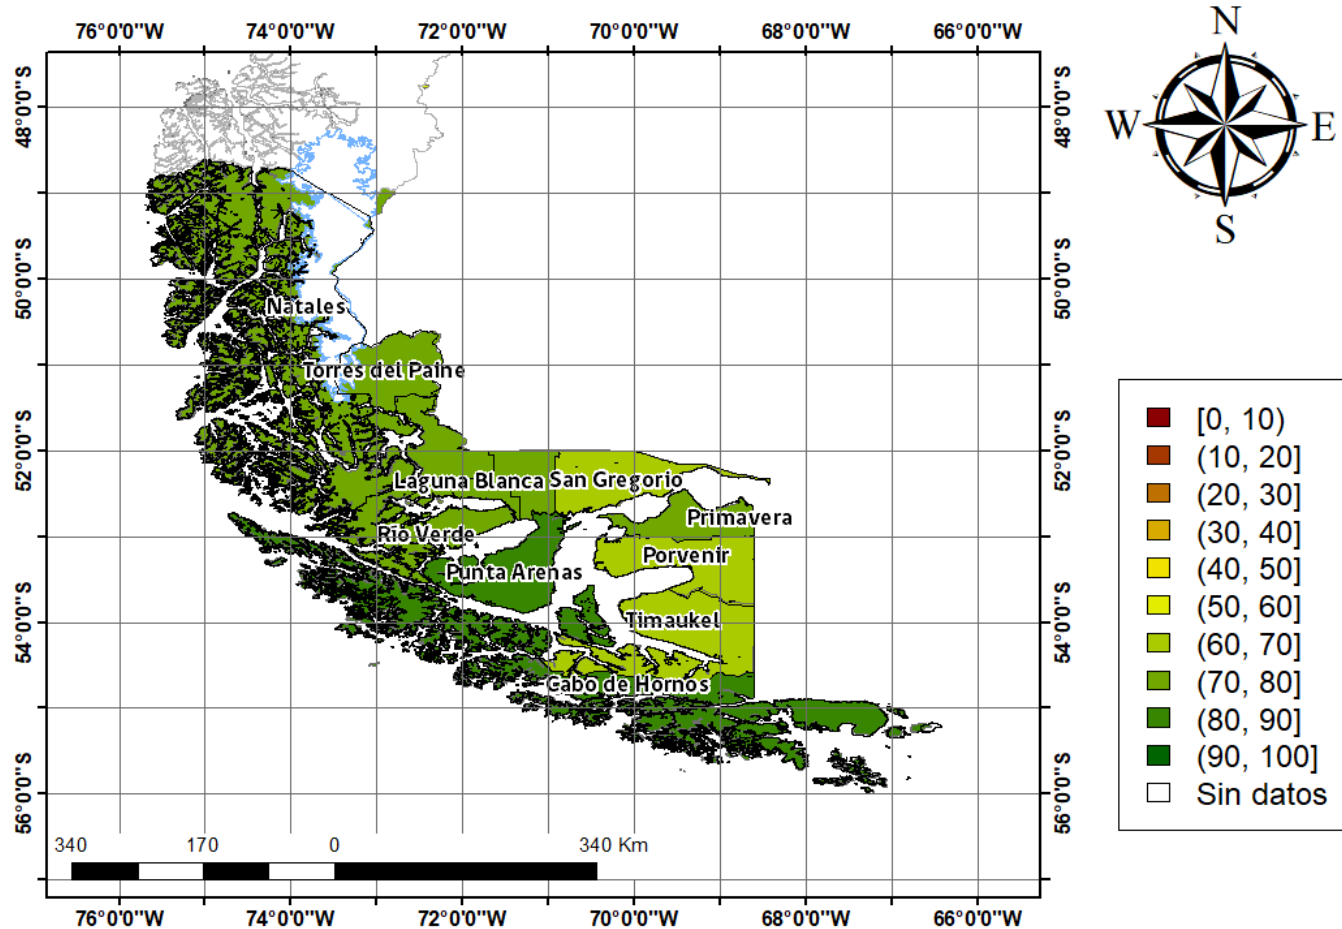 76°0'0"W 74°0'0"W 72°0'0"W 70°0'0"W 68°0'0"W 66°0'0"W
N
W E
S
48°0'0"S 48°0'0"S
50°0'0"S 50°0'0"S
52°0'0"S 52°0'0"S
54°0'0"S 54°0'0"S
56°0'0"S 56°0'0"S
Natales
Torres del Paine
Laguna Blanca San Gregorio
Primavera
Río Verde
Porvenir
Punta Arenas
Timaukel
Cabo de Hornos
[0, 10)
(10, 20]
(20, 30]
(30, 40]
(40, 50]
(50, 60]
(60, 70]
(70, 80]
(80, 90]
(90, 100]
Sin datos
340 170 0 340 Km
76°0'0"W 74°0'0"W 72°0'0"W 70°0'0"W 68°0'0"W 66°0'0"W